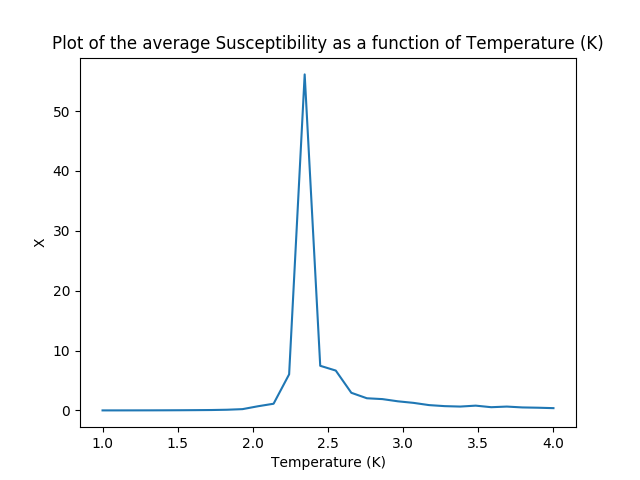 Plot of the average Susceptibility as a function of Temperature (K)
50
40
30
20
10
0
X
1.0 1.5 2.0 2.5 3.0 3.5 4.0
Temperature (K)